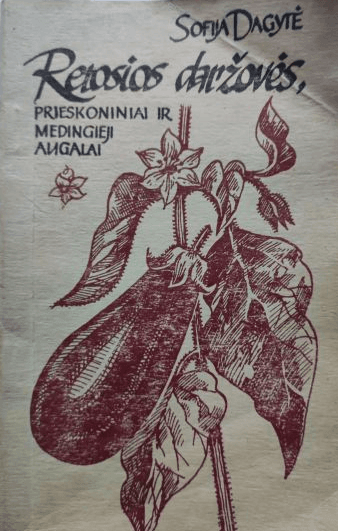 SOFIJA DAGYTĖ
Retosios daržovės,
PRIESKONINIAI IR
MEDINGIEJI
AUGALAI